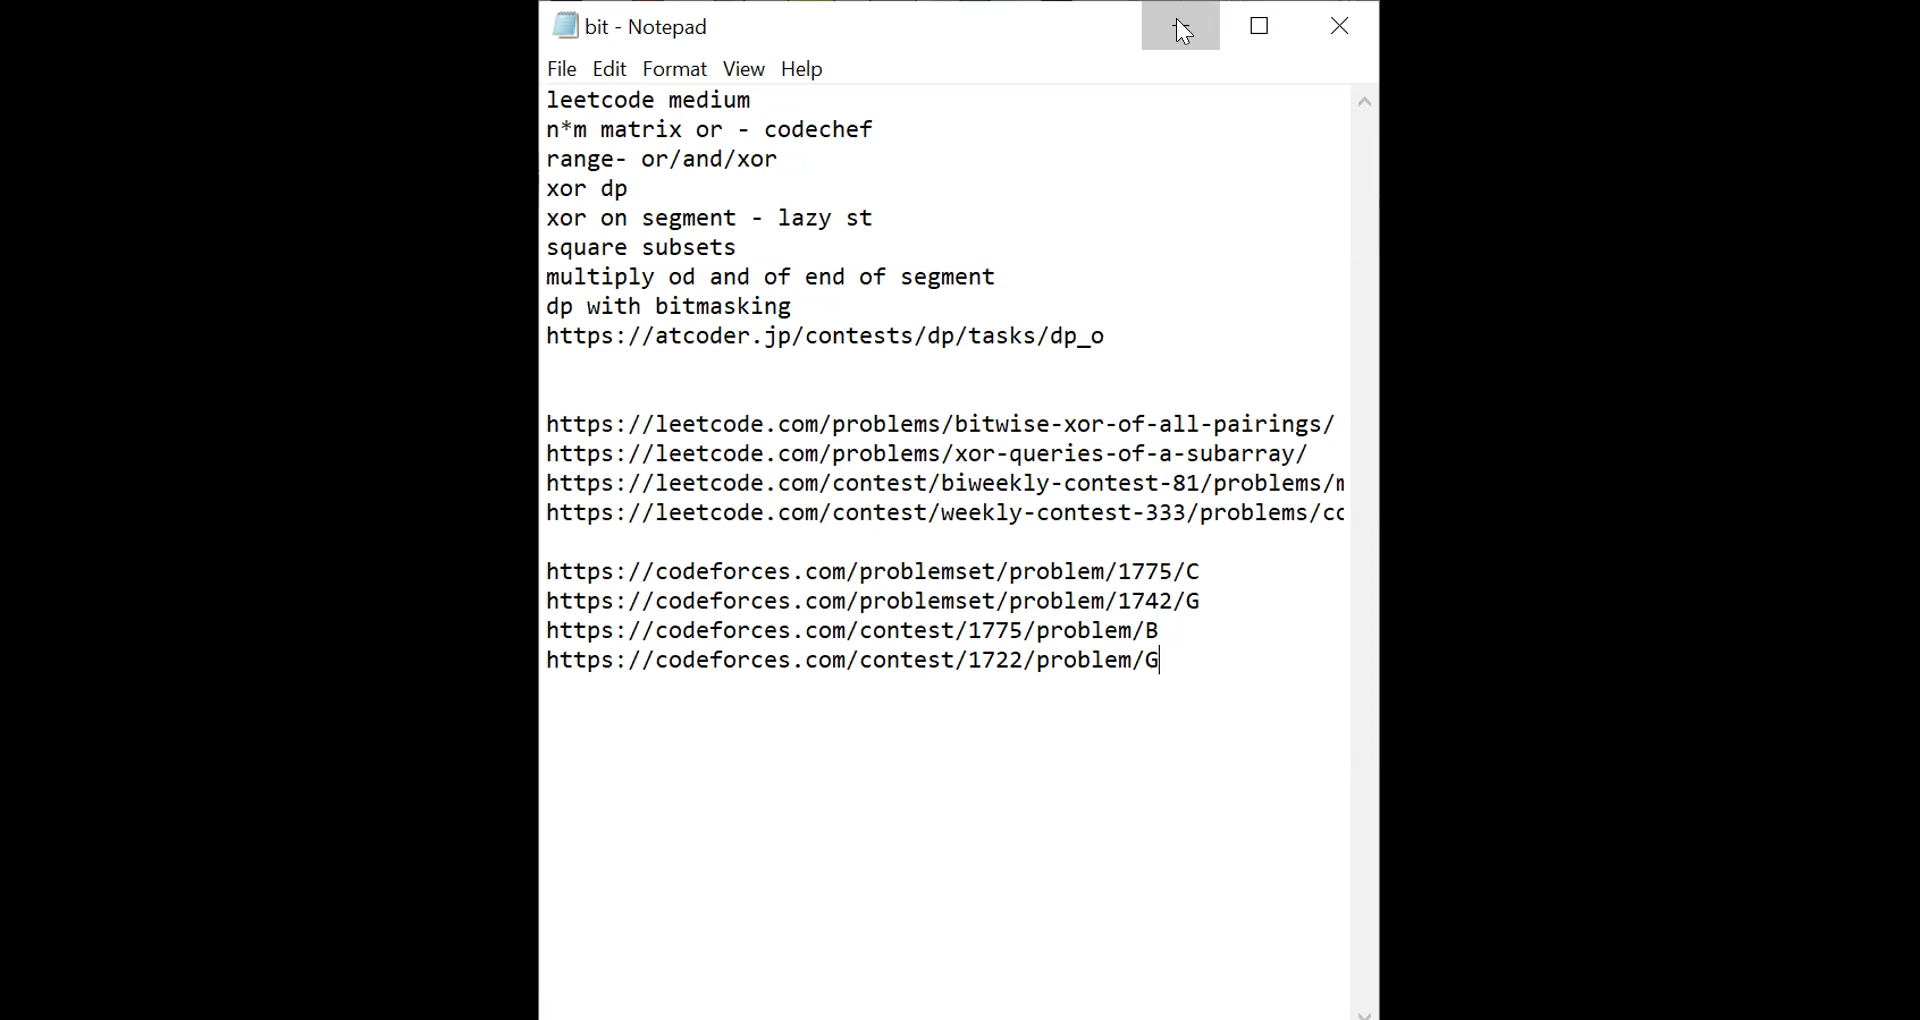 bit - Notepad
File Edit Format View Help
leetcode medium
n*m matrix or - codechef
range- or/and/xor
xor dp
xor on segment - lazy st
square subsets
multiply od and of end of segment
dp with bitmasking
https://atcoder.jp/contests/dp/tasks/dp_o
https://leetcode.com/problems/bitwise-xor-of-all-pairings/
https://leetcode.com/problems/xor-queries-of-a-subarray/
https://leetcode.com/contest/biweekly-contest-81/problems/m
https://leetcode.com/contest/weekly-contest-333/problems/co
https://codeforces.com/problemset/problem/1775/C
https://codeforces.com/problemset/problem/1742/G
https://codeforces.com/contest/1775/problem/B
https://codeforces.com/contest/1722/problem/G